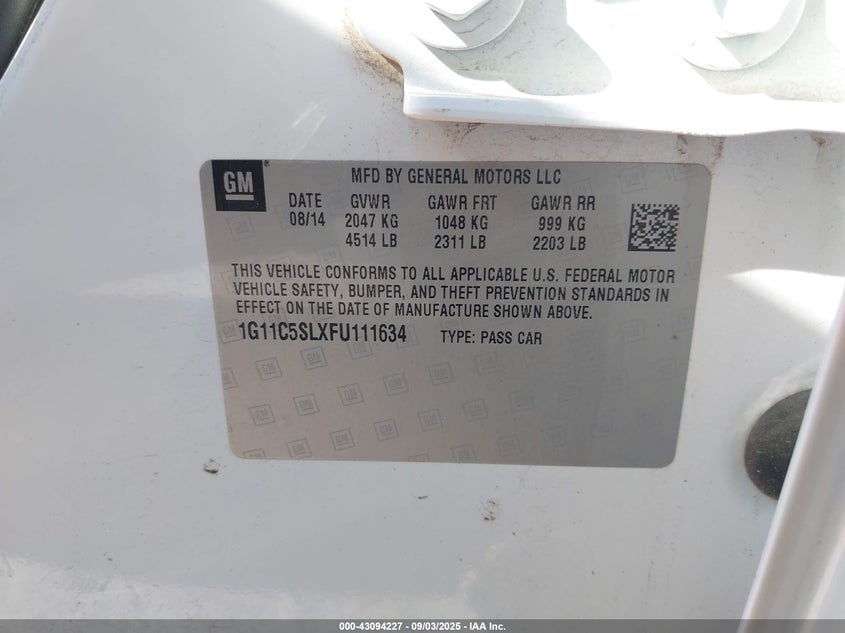 GM
MFD BY GENERAL MOTORS LLC
DATE GVWR GAWR FRT GAWR RR
08/14 2047 KG 1048 KG 999 KG
4514 LB 2311 LB 2203 LB
THIS VEHICLE CONFORMS TO ALL APPLICABLE U.S. FEDERAL MOTOR
VEHICLE SAFETY, BUMPER, AND THEFT PREVENTION STANDARDS IN
EFFECT ON THE DATE OF MANUFACTURE SHOWN ABOVE.
1G11C5SLXFU111634 TYPE: PASS CAR
000-43094227 - 09/03/2025 - IAA Inc.